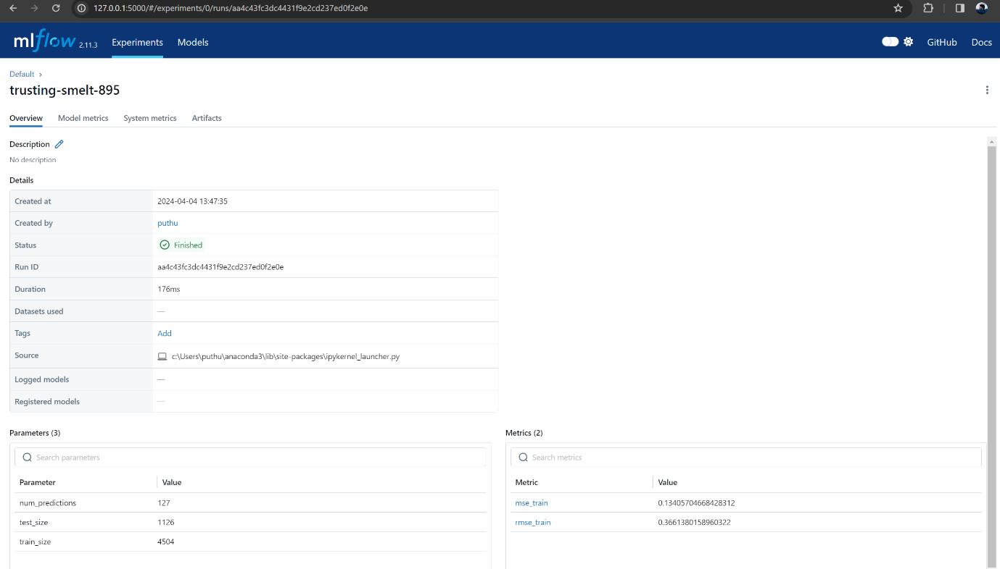 127.0.0.1:5000/#/experiments/0/runs/aa4c43fc3dc4431f9e2cd237ed0f2e0e
mlflow 2.11.3 Experiments Models GitHub Docs
Default ›
trusting-smelt-895
Overview Model metrics System metrics Artifacts
Description
No description
Details
Created at 2024-04-04 13:47:35
Created by puthu
Status Finished
Run ID aa4c43fc3dc4431f9e2cd237ed0f2e0e
Duration 176ms
Datasets used —
Tags Add
Source c:\Users\puthu\anaconda3\lib\site-packages\ipykernel_launcher.py
Logged models —
Registered models —
Parameters (3)
Search parameters
Parameter Value
num_predictions 127
test_size 1126
train_size 4504
Metrics (2)
Search metrics
Metric Value
mse_train 0.13405704668428312
rmse_train 0.3661380158960322